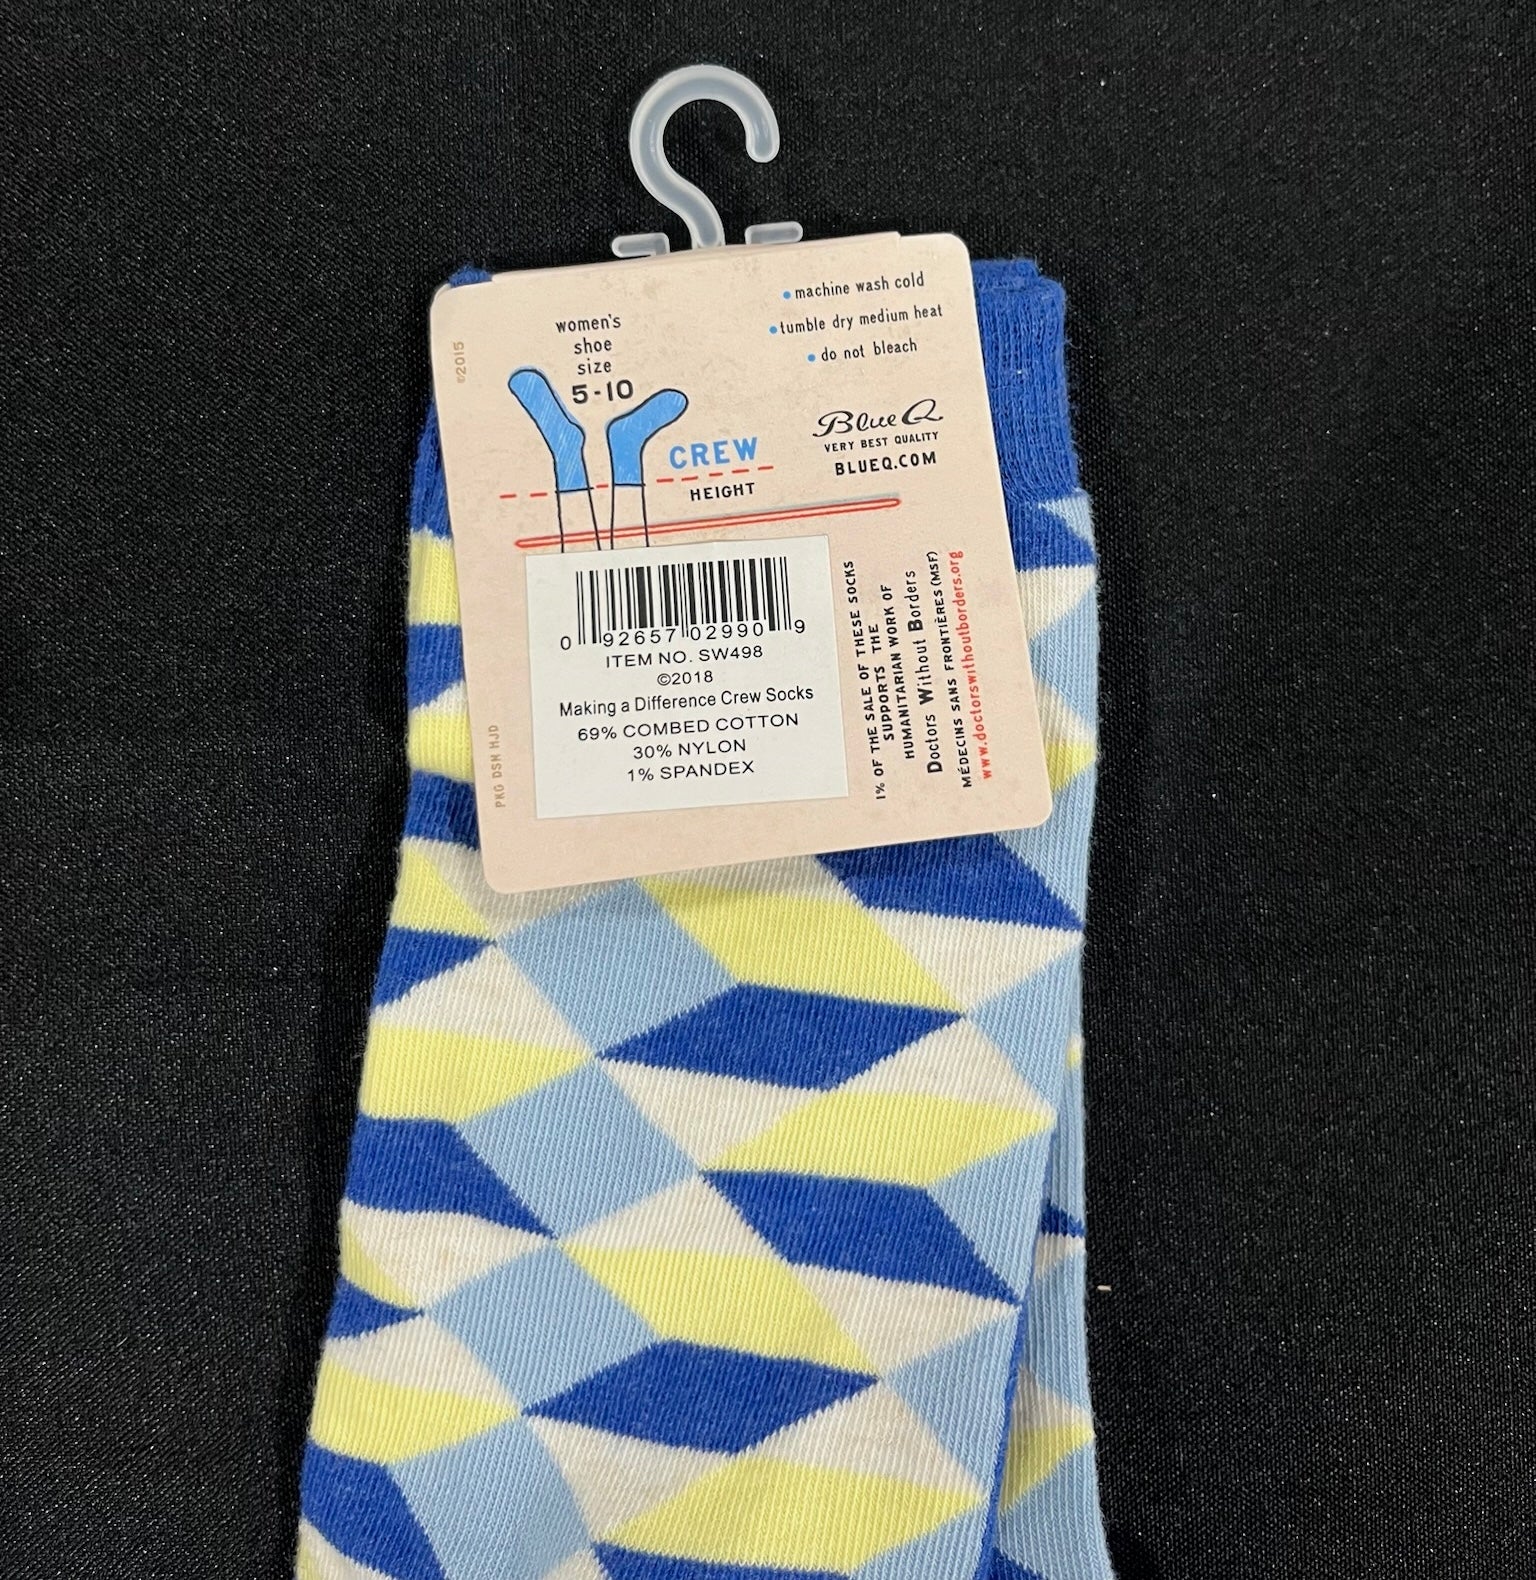 ©2015
women's
shoe
size
5-10
CREW
HEIGHT
• machine wash cold
• tumble dry medium heat
• do not bleach
Blue Q
VERY BEST QUALITY
BLUEQ.COM
0 92657 02990 9
ITEM NO. SW498
©2018
Making a Difference Crew Socks
69% COMBED COTTON
30% NYLON
1% SPANDEX
1% OF THE SALE OF THESE SOCKS
SUPPORTS THE
HUMANITARIAN WORK OF
Doctors Without Borders
MÉDECINS SANS FRONTIÈRES (MSF)
www.doctorswithoutborders.org
PKG DSN HJD